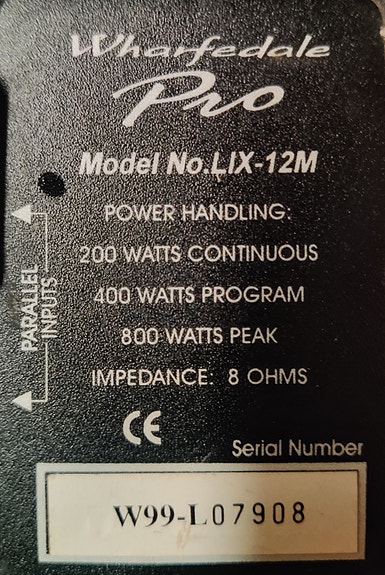 Wharfedale
Pro
Model No.LIX-12M
POWER HANDLING:
200 WATTS CONTINUOUS
400 WATTS PROGRAM
800 WATTS PEAK
IMPEDANCE: 8 OHMS
PARALLEL
INPUTS
CE
Serial Number
W99-L07908